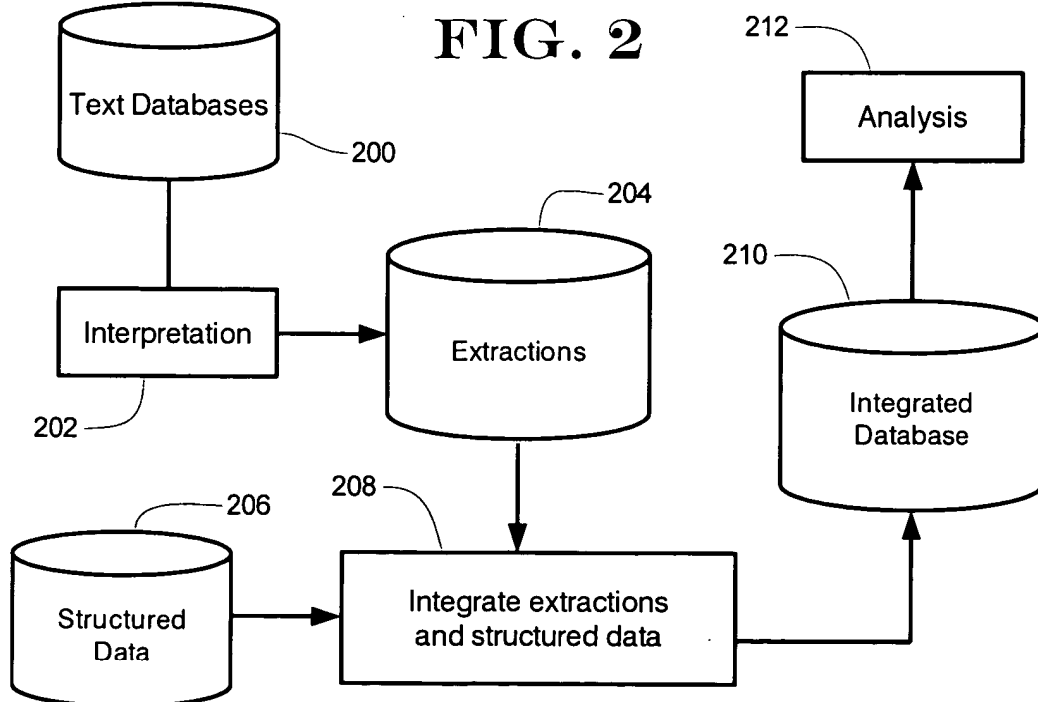 FIG. 2
212
Text Databases
Analysis
200
204
210
Interpretation
Extractions
202
Integrated
Database
208
206
Integrate extractions
and structured data
Structured
Data